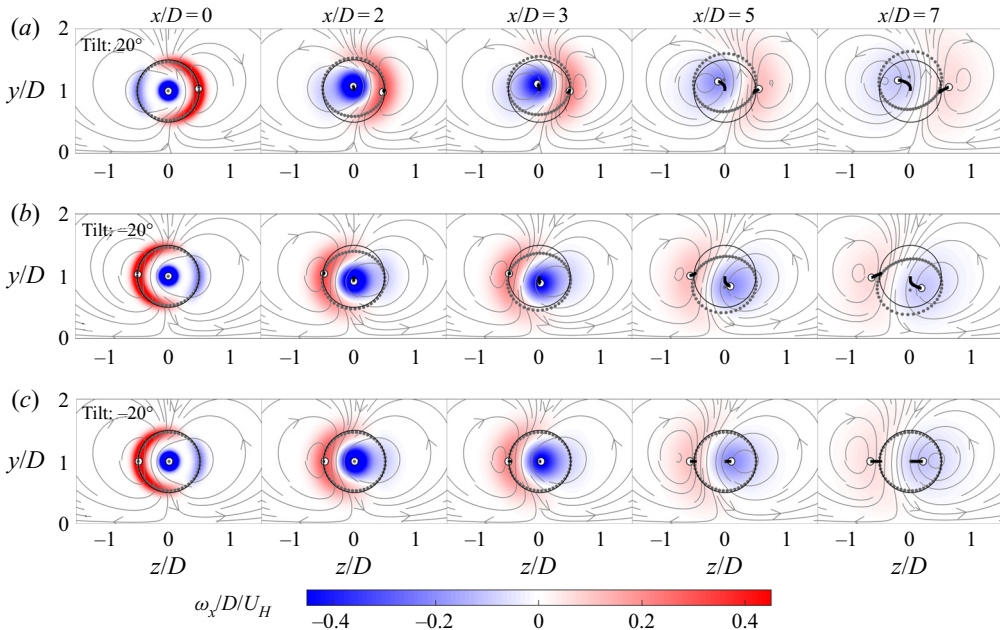 (a) x/D = 0 x/D = 2 x/D = 3 x/D = 5 x/D = 7
2
Tilt: 20°
y/D 1
0
–1 0 1 –1 0 1 –1 0 1 –1 0 1 –1 0 1
(b) 2
Tilt: –20°
y/D 1
0
–1 0 1 –1 0 1 –1 0 1 –1 0 1 –1 0 1
(c) 2
Tilt: –20°
y/D 1
0
–1 0 1 –1 0 1 –1 0 1 –1 0 1 –1 0 1
z/D z/D z/D z/D z/D
ω_x/D/U_H
–0.4 –0.2 0 0.2 0.4